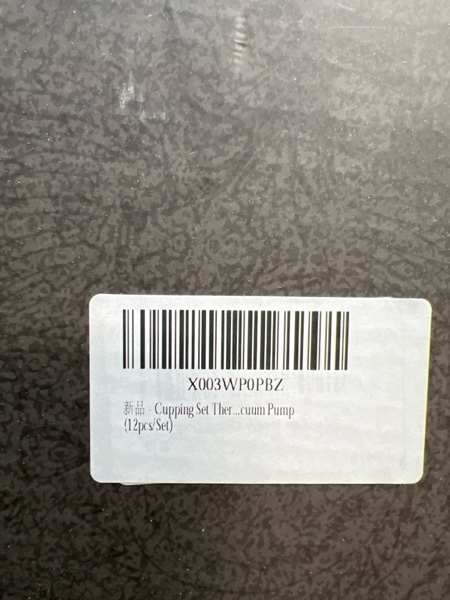 X003WP0PBZ
新品 - Cupping Set Ther...cuum Pump
(12pcs/Set)